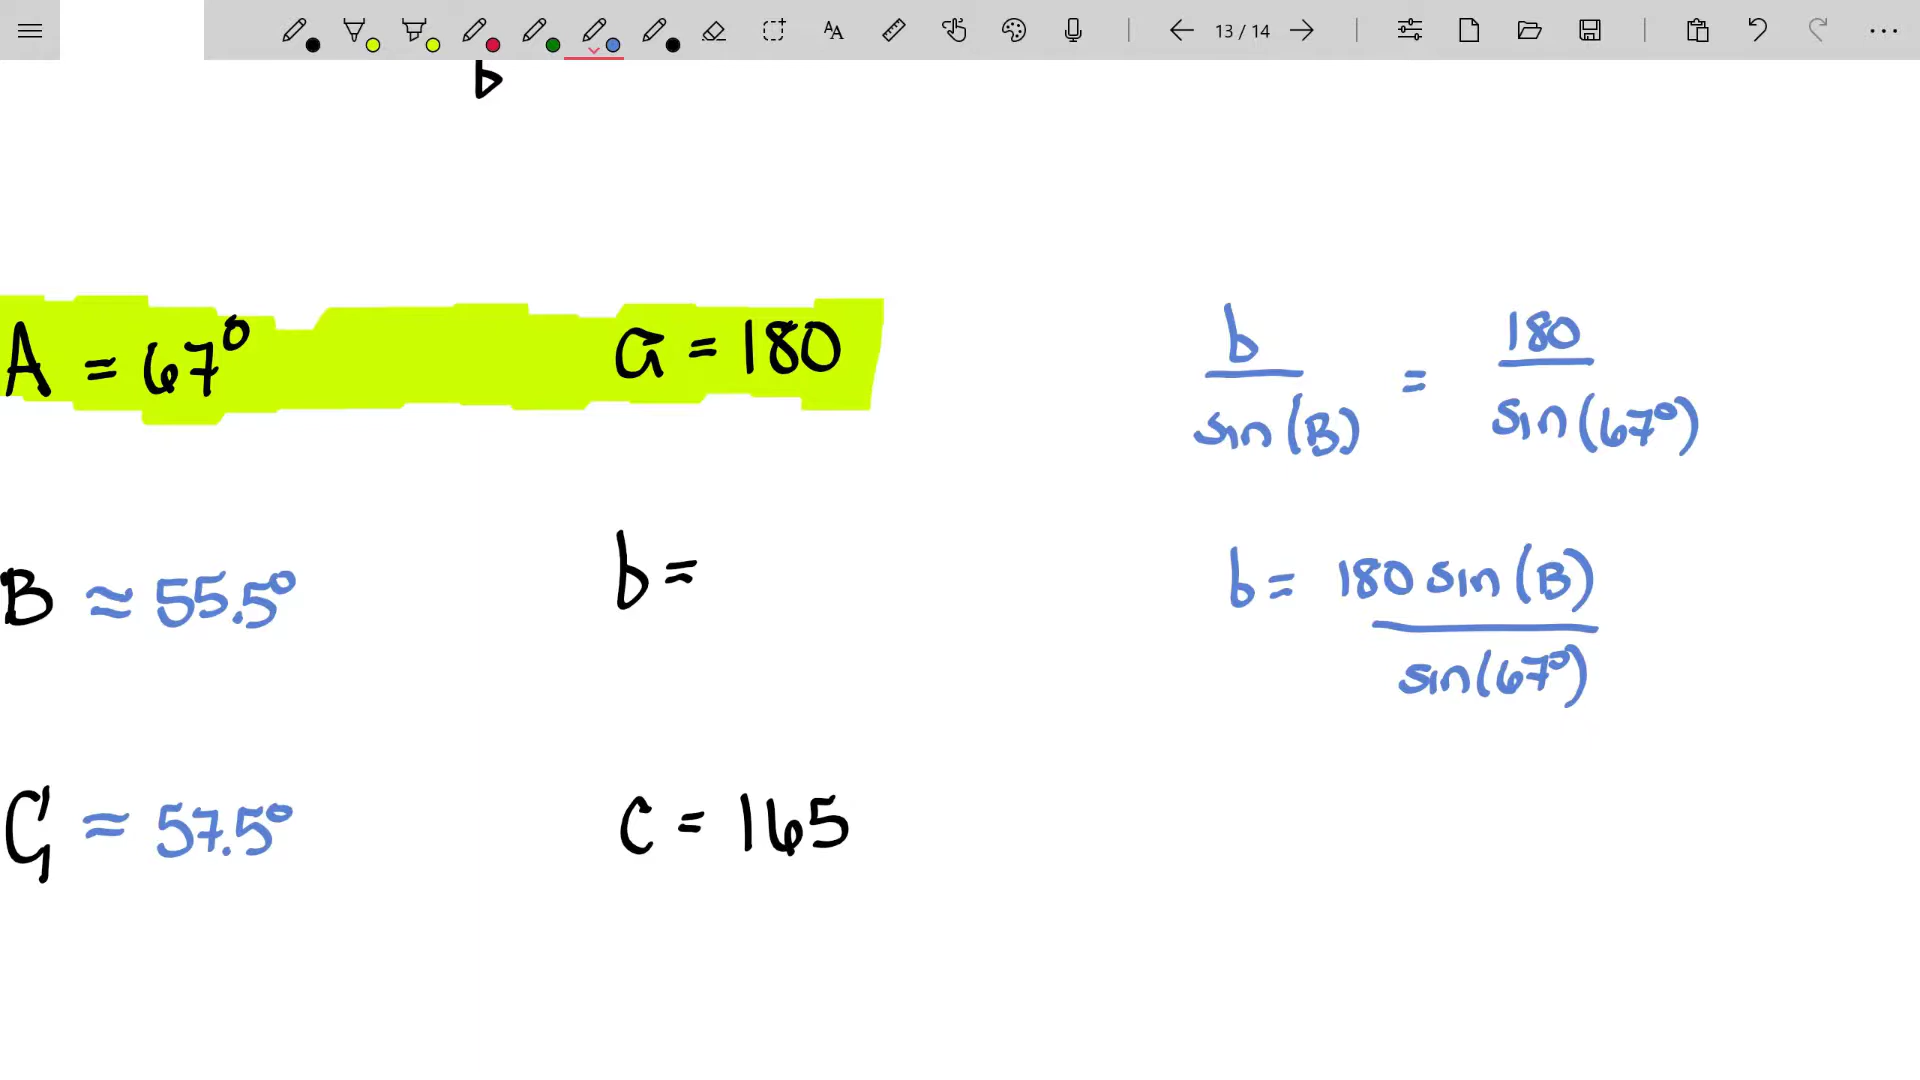 13 / 14
b
A = 67° a = 180
b/sin(B) = 180/sin(67°)
B ≈ 55.5° b =
b = 180 sin(B)/sin(67°)
C ≈ 57.5° c = 165